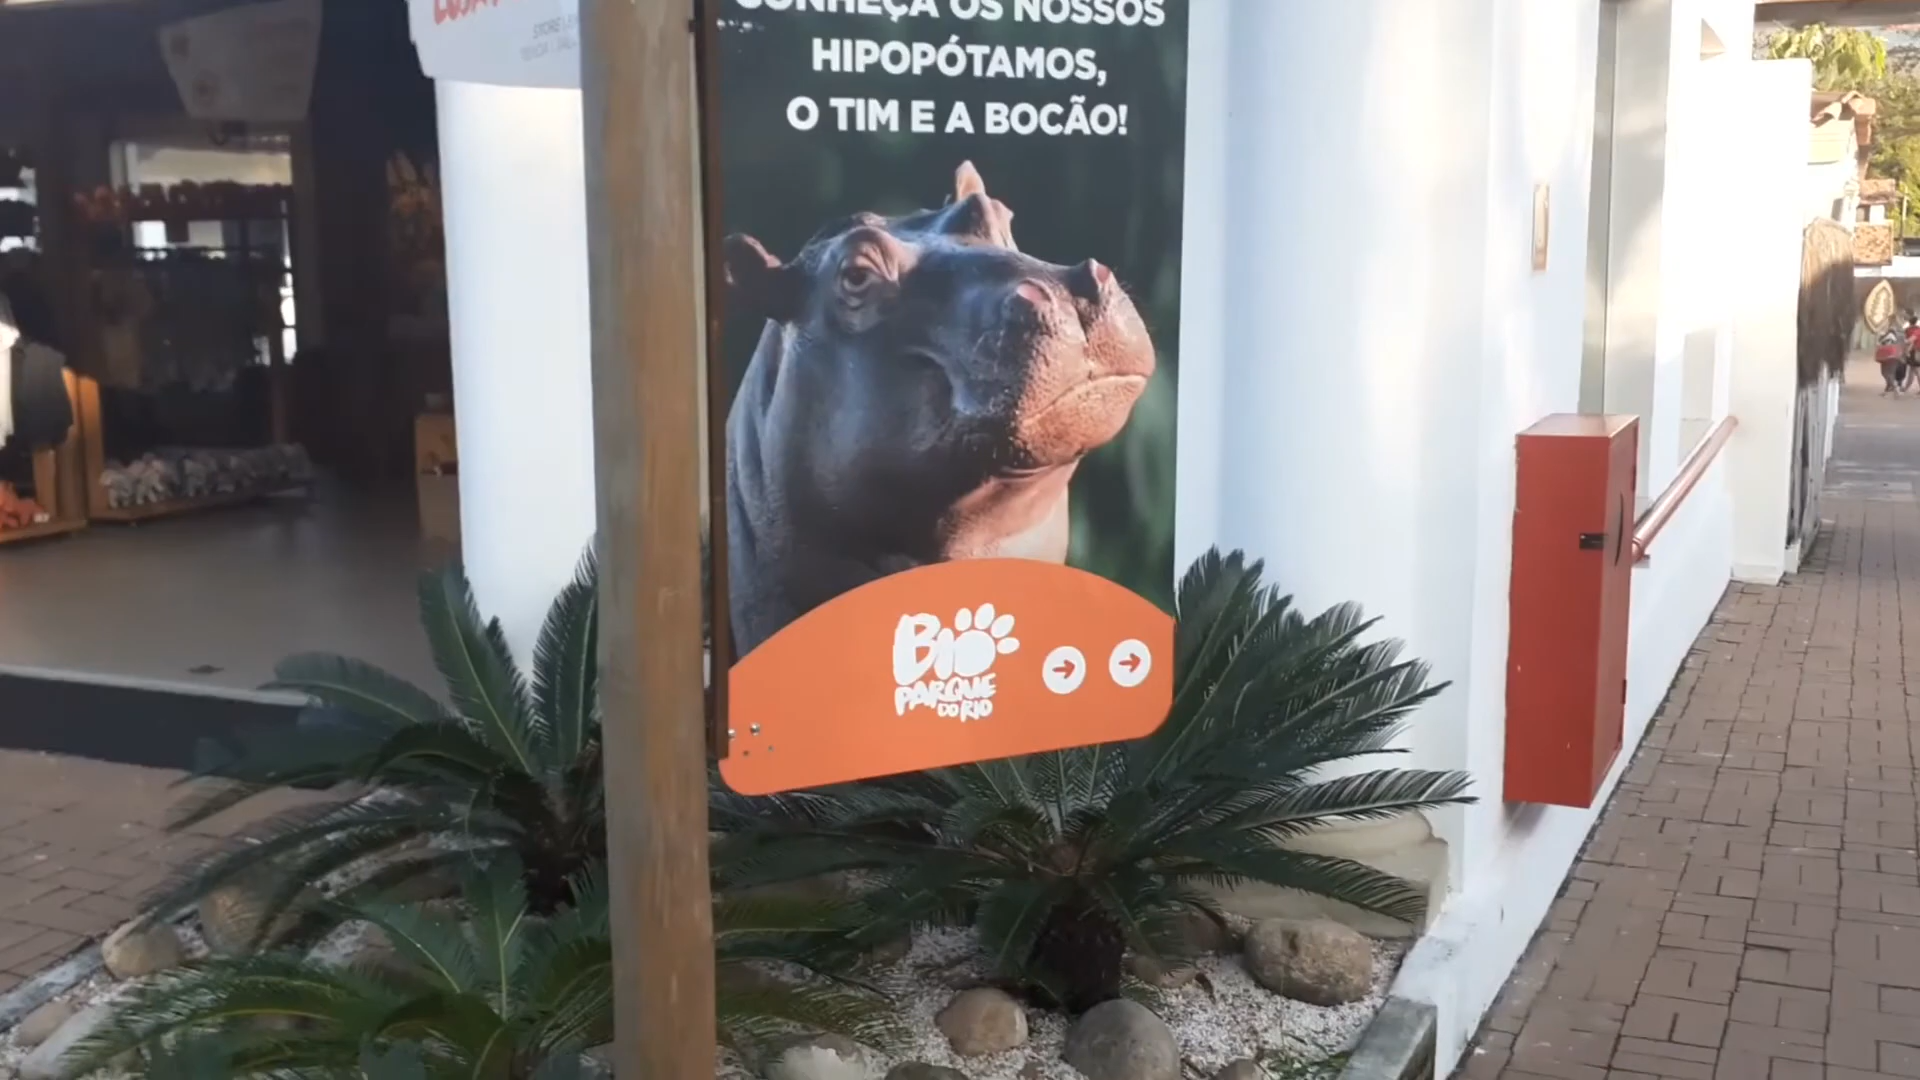 CONHEÇA OS NOSSOS
HIPOPÓTAMOS,
O TIM E A BOCÃO!
BIO
PARQUE
DO RIO